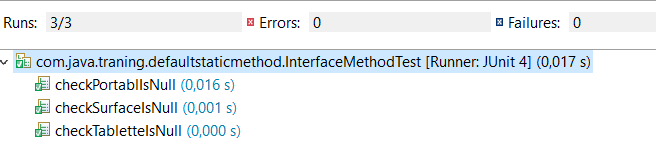 Runs: 3/3 Errors: 0 Failures: 0
com.java.traning.defaultstaticmethod.InterfaceMethodTest [Runner: JUnit 4] (0,017 s)
checkPortablIsNull (0,016 s)
checkSurfaceIsNull (0,001 s)
checkTabletteIsNull (0,000 s)